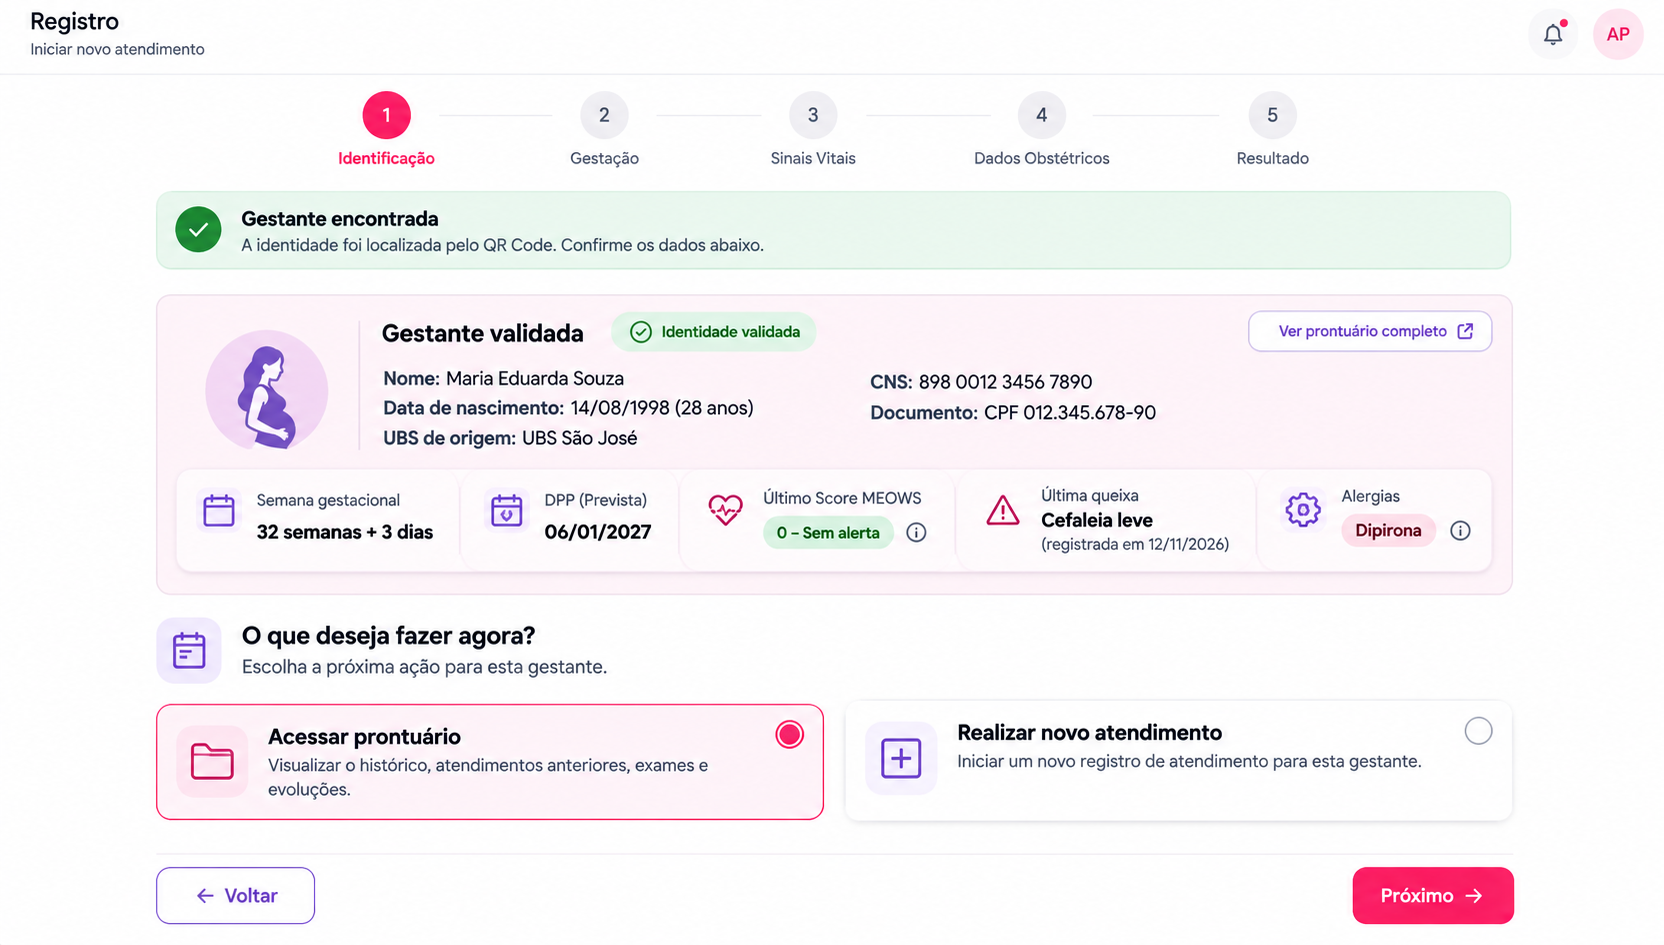 Registro
Iniciar novo atendimento
AP
1
2
3
4
5
Identificação
Gestação
Sinais Vitais
Dados Obstétricos
Resultado
Gestante encontrada
A identidade foi localizada pelo QR Code. Confirme os dados abaixo.
Gestante validada
Identidade validada
Ver prontuário completo
Nome: Maria Eduarda Souza
Data de nascimento: 14/08/1998 (28 anos)
UBS de origem: UBS São José
CNS: 898 0012 3456 7890
Documento: CPF 012.345.678-90
Semana gestacional
32 semanas + 3 dias
DPP (Prevista)
06/01/2027
Último Score MEOWS
0 – Sem alerta
Última queixa
Cefaleia leve
(registrada em 12/11/2026)
Alergias
Dipirona
O que deseja fazer agora?
Escolha a próxima ação para esta gestante.
Acessar prontuário
Visualizar o histórico, atendimentos anteriores, exames e
evoluções.
Realizar novo atendimento
Iniciar um novo registro de atendimento para esta gestante.
← Voltar
Próximo →